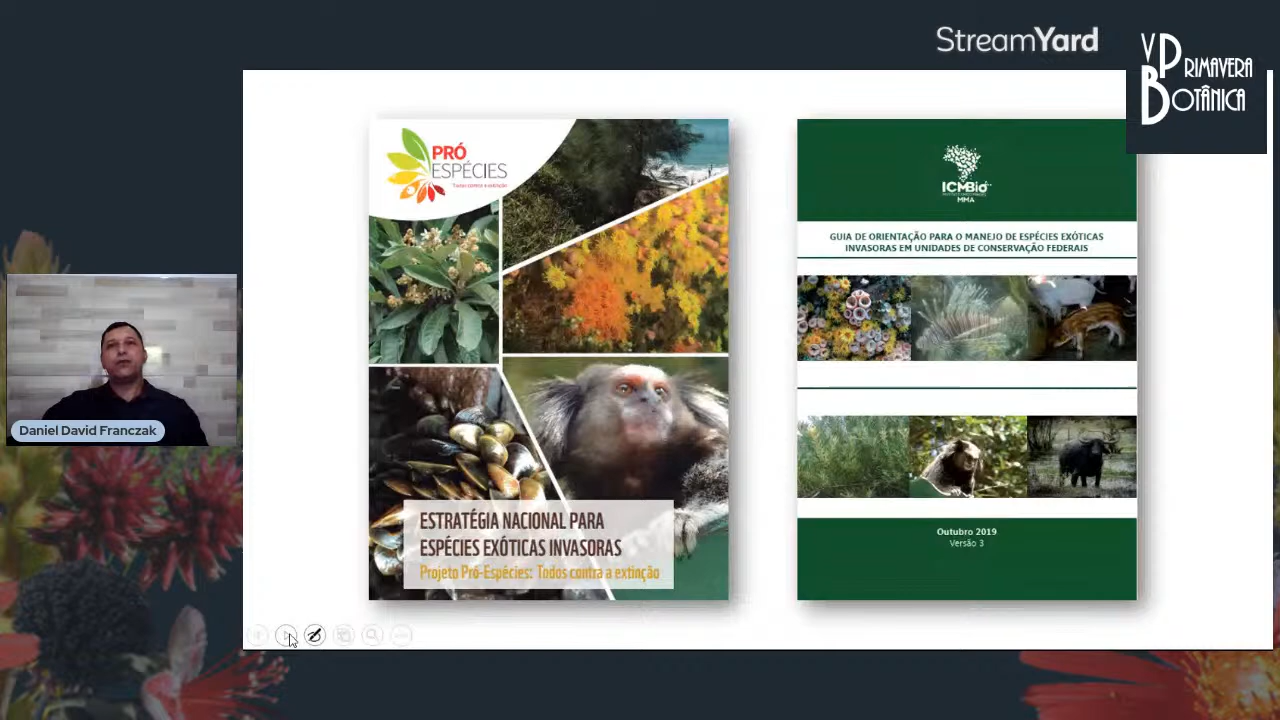 StreamYard
V PRIMAVERA
BOTÂNICA
PRÓ
ESPÉCIES
Todos contra a extinção
ICMBio
MMA
GUIA DE ORIENTAÇÃO PARA O MANEJO DE ESPÉCIES EXÓTICAS
INVASORAS EM UNIDADES DE CONSERVAÇÃO FEDERAIS
Daniel David Franczak
ESTRATÉGIA NACIONAL PARA
ESPÉCIES EXÓTICAS INVASORAS
Projeto Pró-Espécies: Todos contra a extinção
Outubro 2019
Versão 3